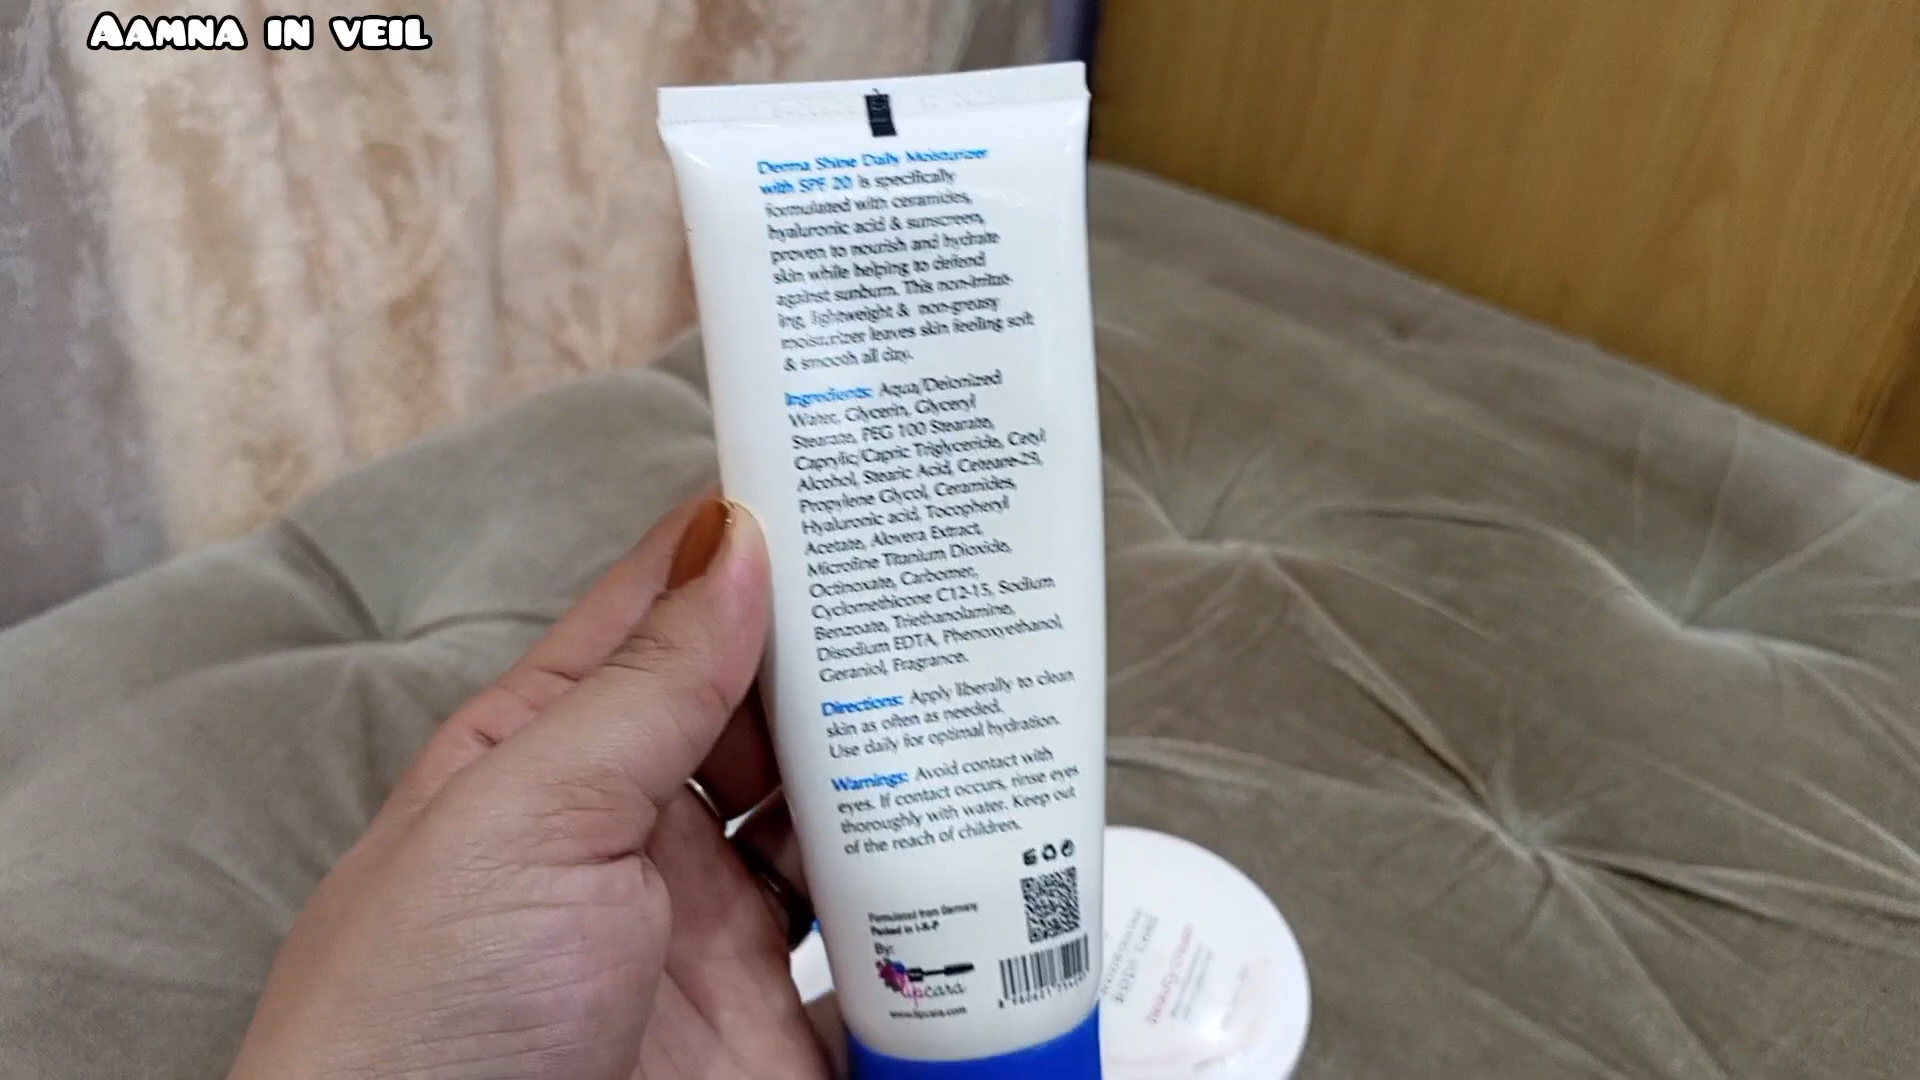 AAMNA IN VEIL
Derma Shine Daily Moisturizer
with SPF 20 is specifically
formulated with ceramides,
hyaluronic acid & sunscreen,
proven to nourish and hydrate
skin while helping to defend
against sunburn. This non-irritat-
ing, lightweight & non-greasy
moisturizer leaves skin feeling soft
& smooth all day.
Ingredients: Aqua/Deionized
Water, Glycerin, Glyceryl
Stearate, PEG 100 Stearate,
Caprylic/Capric Triglyceride, Cetyl
Alcohol, Stearic Acid, Ceteare-25,
Propylene Glycol, Ceramides,
Hyaluronic acid, Tocopheryl
Acetate, Alovera Extract,
Microfine Titanium Dioxide,
Octinoxate, Carbomer,
Cyclomethicone C12-15, Sodium
Benzoate, Triethanolamine,
Disodium EDTA, Phenoxyethanol,
Geraniol, Fragrance.
Directions: Apply liberally to clean
skin as often as needed.
Use daily for optimal hydration.
Warnings: Avoid contact with
eyes. If contact occurs, rinse eyes
thoroughly with water. Keep out
of the reach of children.
Formulated from Germany
Packed in I-R-P
By:
lipcara
www.lipcara.com
Beauty Cream